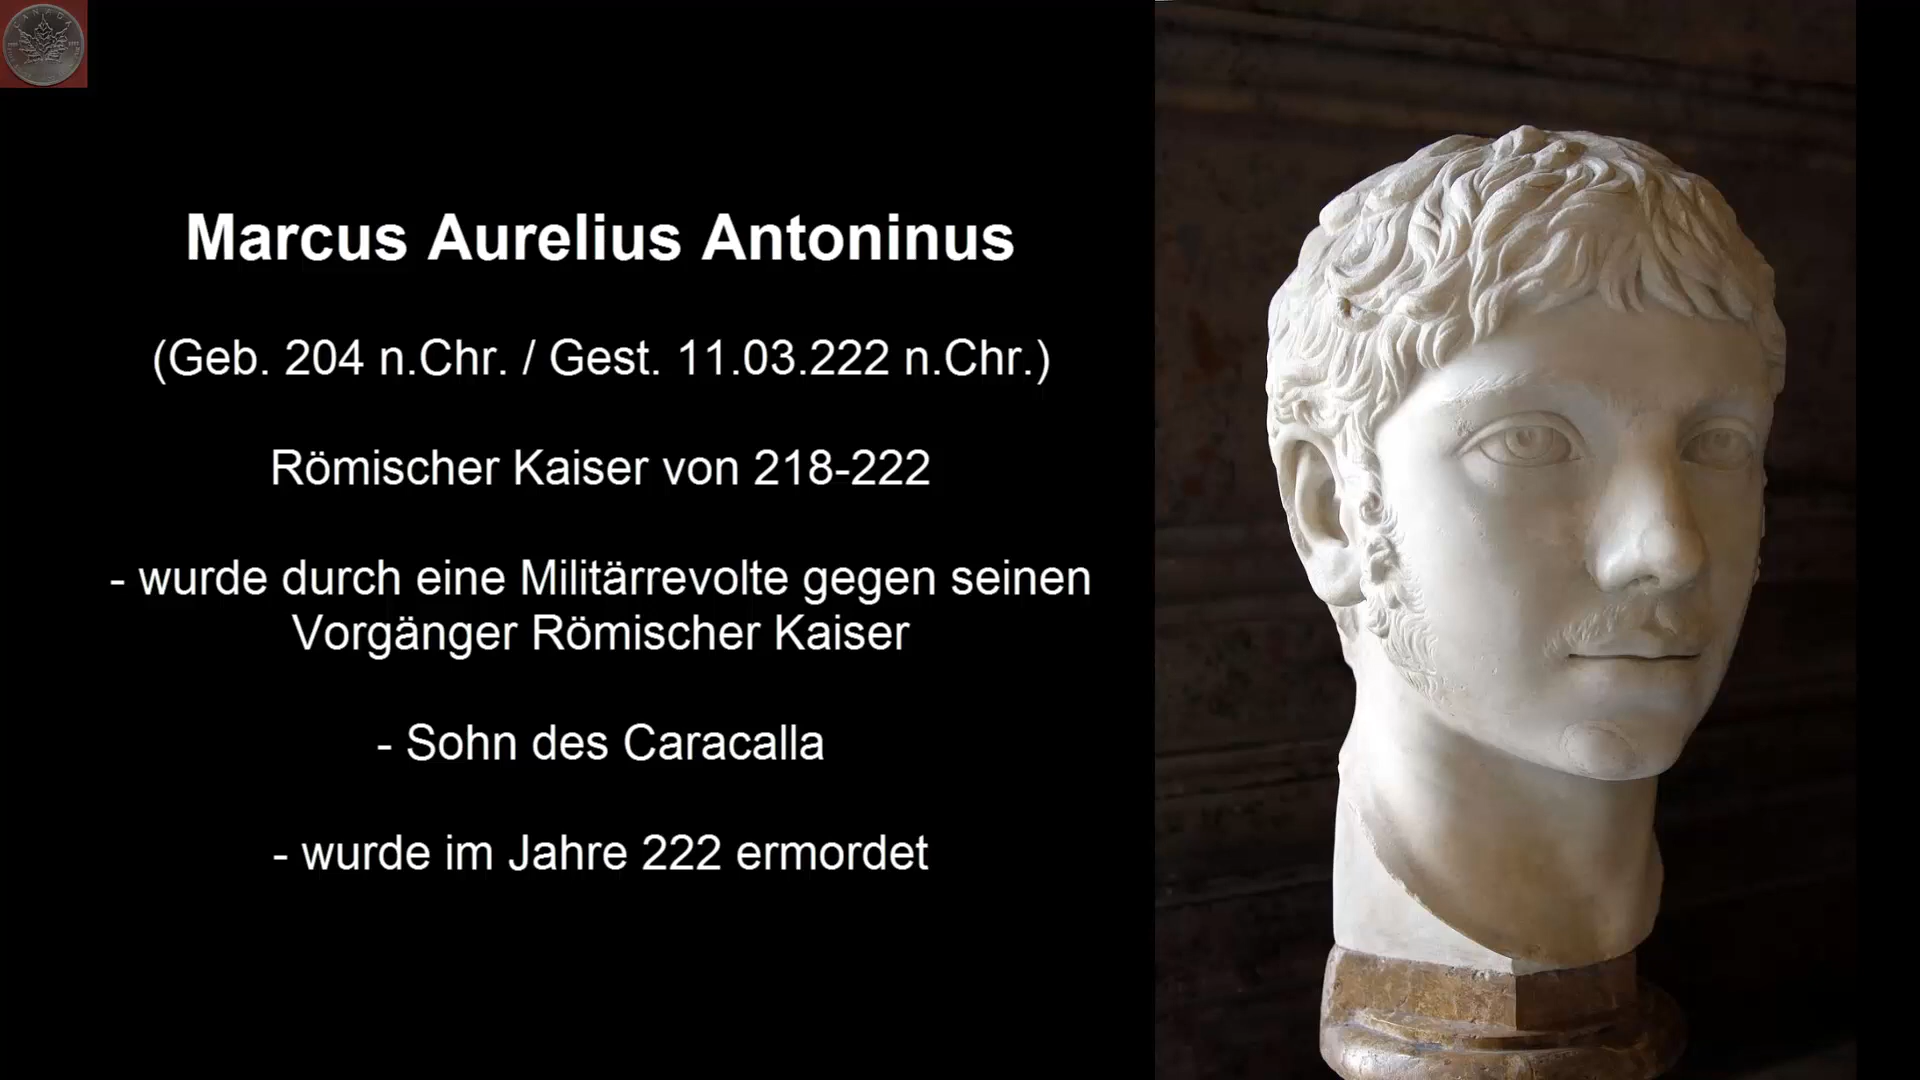 CANADA
Marcus Aurelius Antoninus
(Geb. 204 n.Chr. / Gest. 11.03.222 n.Chr.)
Römischer Kaiser von 218-222
- wurde durch eine Militärrevolte gegen seinen
Vorgänger Römischer Kaiser
- Sohn des Caracalla
- wurde im Jahre 222 ermordet